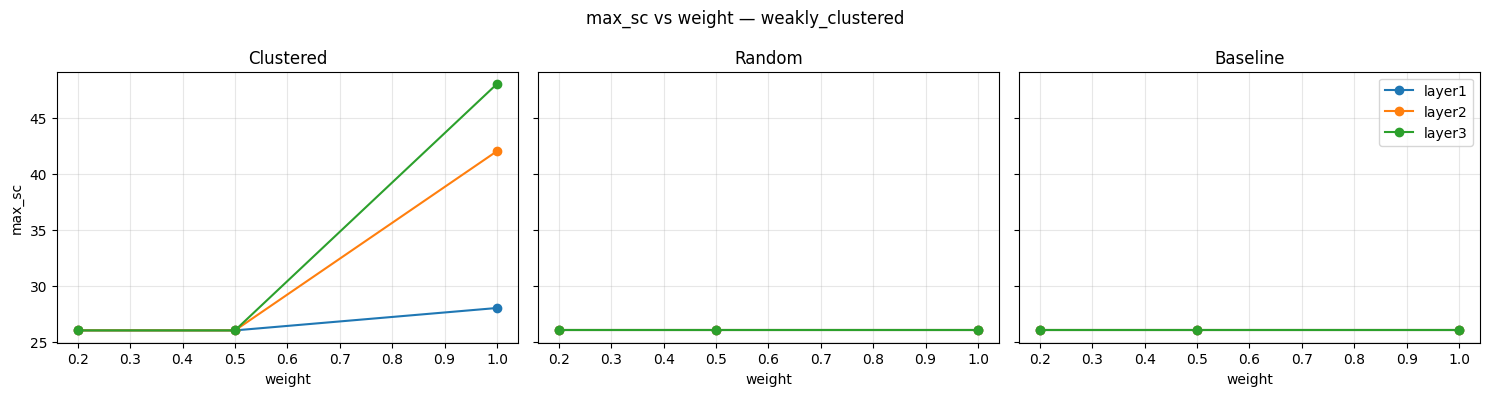 max_sc vs weight — weakly_clustered
Clustered
Random
Baseline
max_sc
45
40
35
30
25
0.2 0.3 0.4 0.5 0.6 0.7 0.8 0.9 1.0
weight
0.2 0.3 0.4 0.5 0.6 0.7 0.8 0.9 1.0
weight
layer1
layer2
layer3
0.2 0.3 0.4 0.5 0.6 0.7 0.8 0.9 1.0
weight